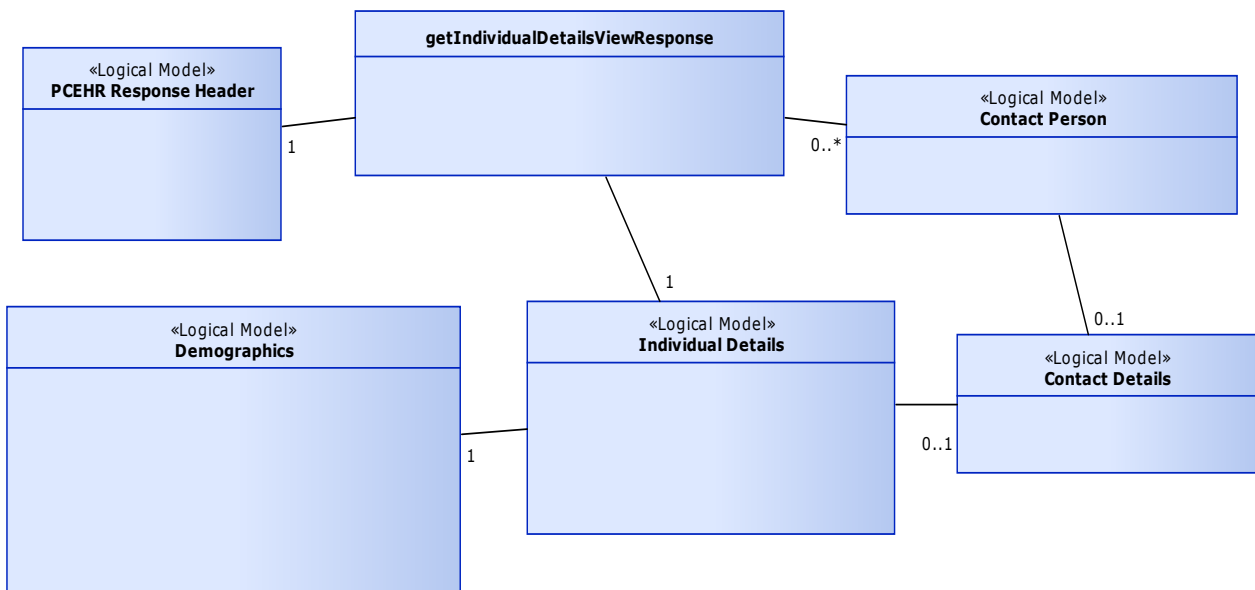 getIndividualDetailsViewResponse
«Logical Model»
PCEHR Response Header
«Logical Model»
Contact Person
1
0..*
1
«Logical Model»
Demographics
«Logical Model»
Individual Details
0..1
«Logical Model»
Contact Details
1
0..1